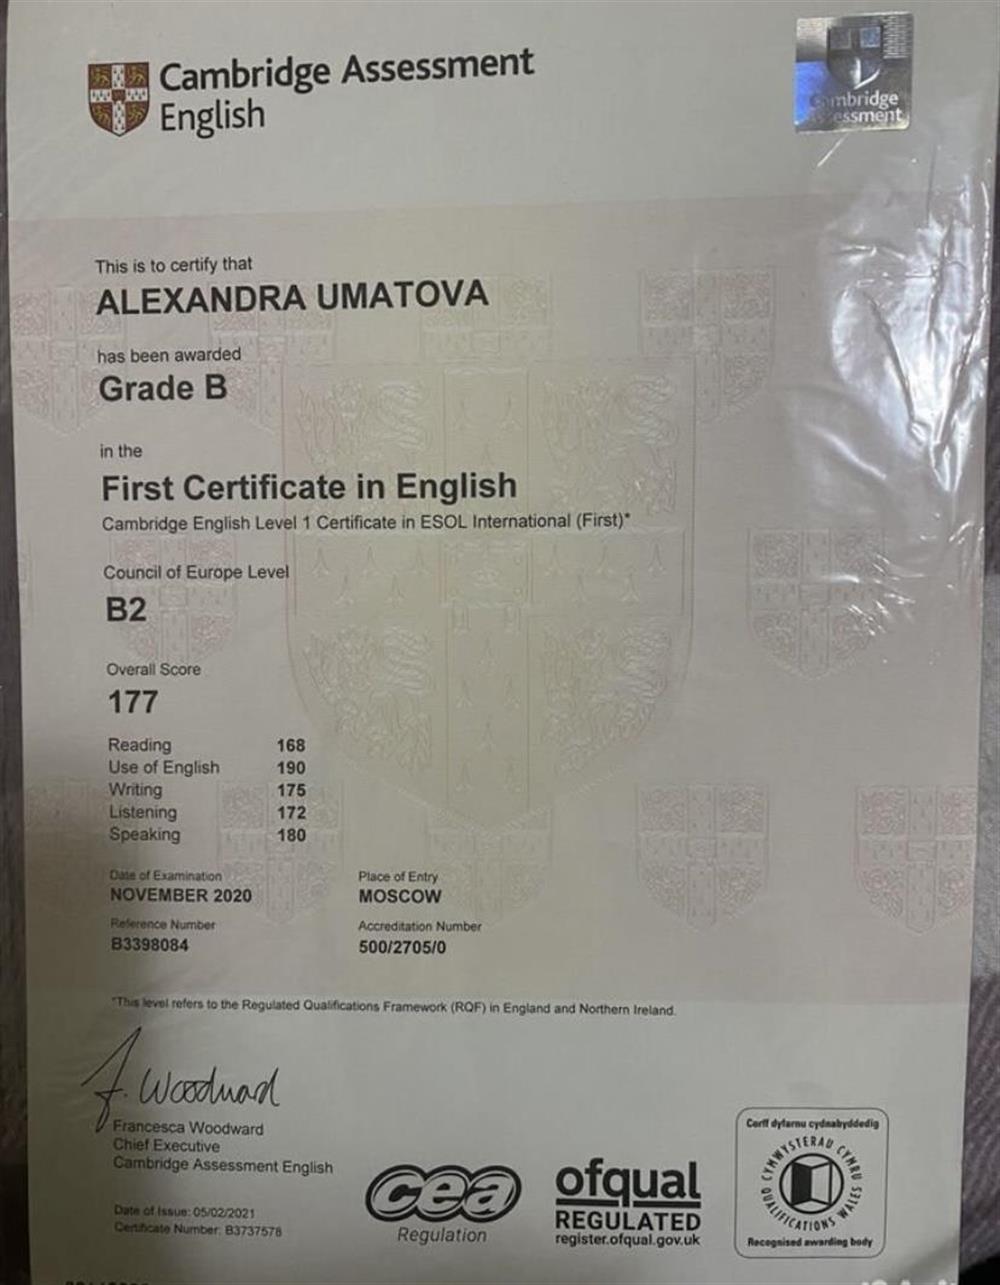 Cambridge Assessment
English
Cambridge
Assessment
This is to certify that
ALEXANDRA UMATOVA
has been awarded
Grade B
in the
First Certificate in English
Cambridge English Level 1 Certificate in ESOL International (First)*
Council of Europe Level
B2
Overall Score
177
Reading 168
Use of English 190
Writing 175
Listening 172
Speaking 180
Date of Examination Place of Entry
NOVEMBER 2020 MOSCOW
Reference Number Accreditation Number
B3398084 500/2705/0
*This level refers to the Regulated Qualifications Framework (RQF) in England and Northern Ireland.
F. Woodward
Francesca Woodward
Chief Executive
Cambridge Assessment English
Date of Issue: 05/02/2021
Certificate Number: B3737578
cea
Regulation
ofqual
REGULATED
register.ofqual.gov.uk
Corff dyfarnu cydnabyddedig
CYMWYSTERAU CYMRU
QUALIFICATIONS WALES
Recognised awarding body